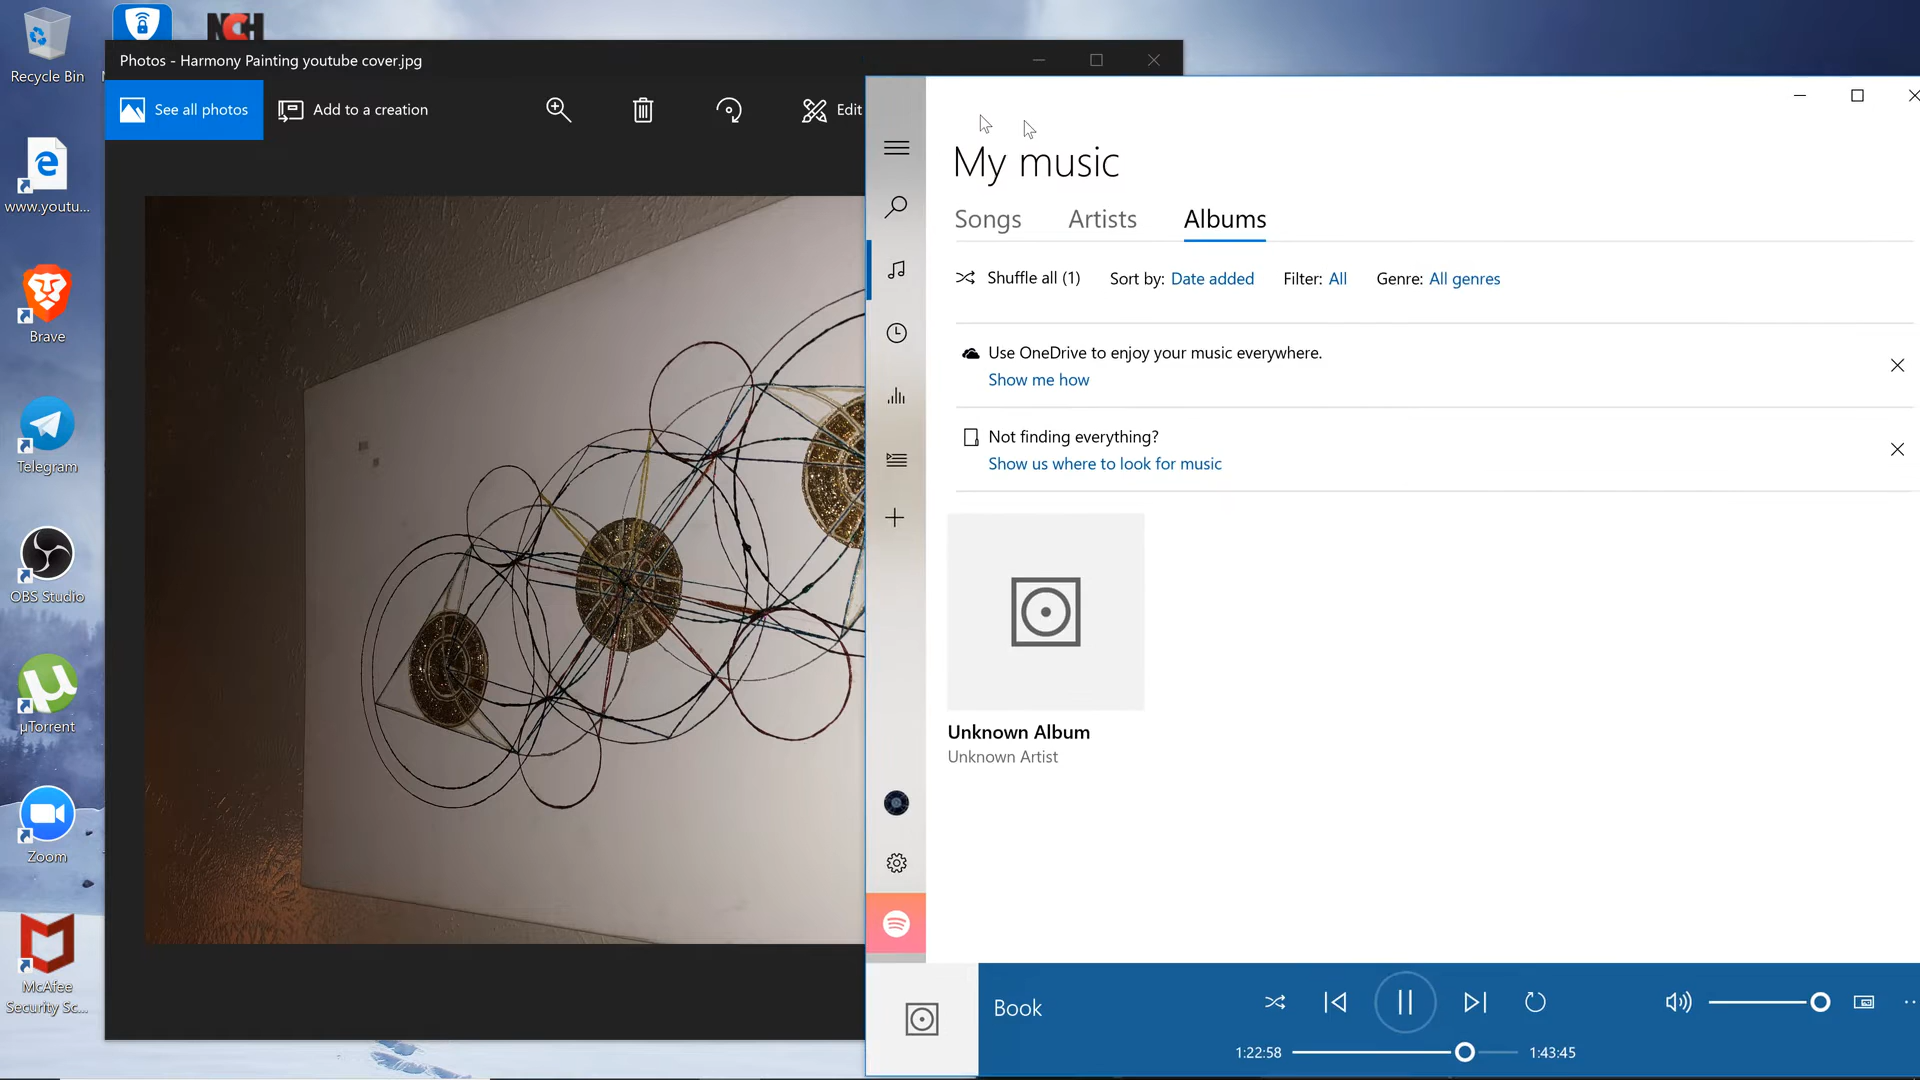 Recycle Bin
NCH
www.youtu...
Brave
Telegram
OBS Studio
µTorrent
Zoom
McAfee
Security Sc...
Photos - Harmony Painting youtube cover.jpg
See all photos
Add to a creation
Edit
My music
Songs
Artists
Albums
Shuffle all (1)
Sort by: Date added
Filter: All
Genre: All genres
Use OneDrive to enjoy your music everywhere.
Show me how
Not finding everything?
Show us where to look for music
Unknown Album
Unknown Artist
Book
1:22:58
1:43:45